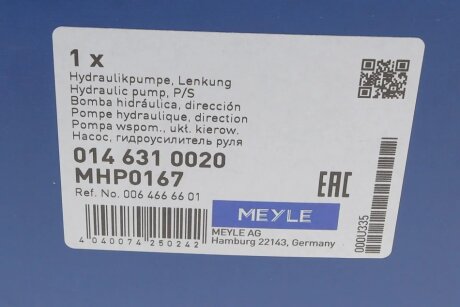 1 x
Hydraulikpumpe, Lenkung
Hydraulic pump, P/S
Bomba hidráulica, dirección
Pompe hydraulique, direction
Pompa wspom., ukł. kierow.
Насос, гидроусилитель руля
014 631 0020
MHP0167
Ref. No. 006 466 66 01
EAC
MEYLE
MEYLE AG
Hamburg 22143, Germany
4 040074 250242
000U335